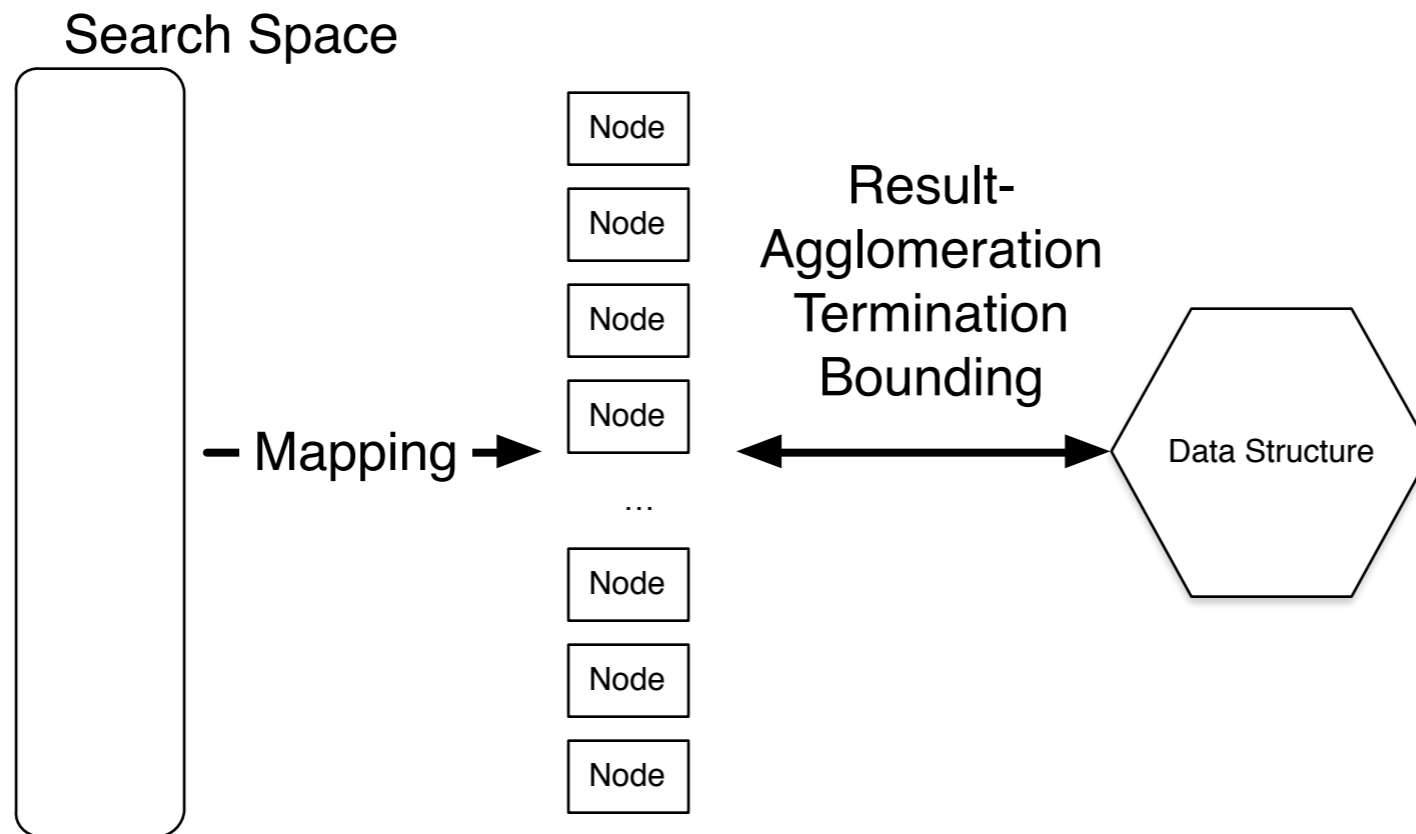 Search Space
Node
Node
Node
Node
...
Node
Node
Node
Mapping
Result-
Agglomeration
Termination
Bounding
Data Structure